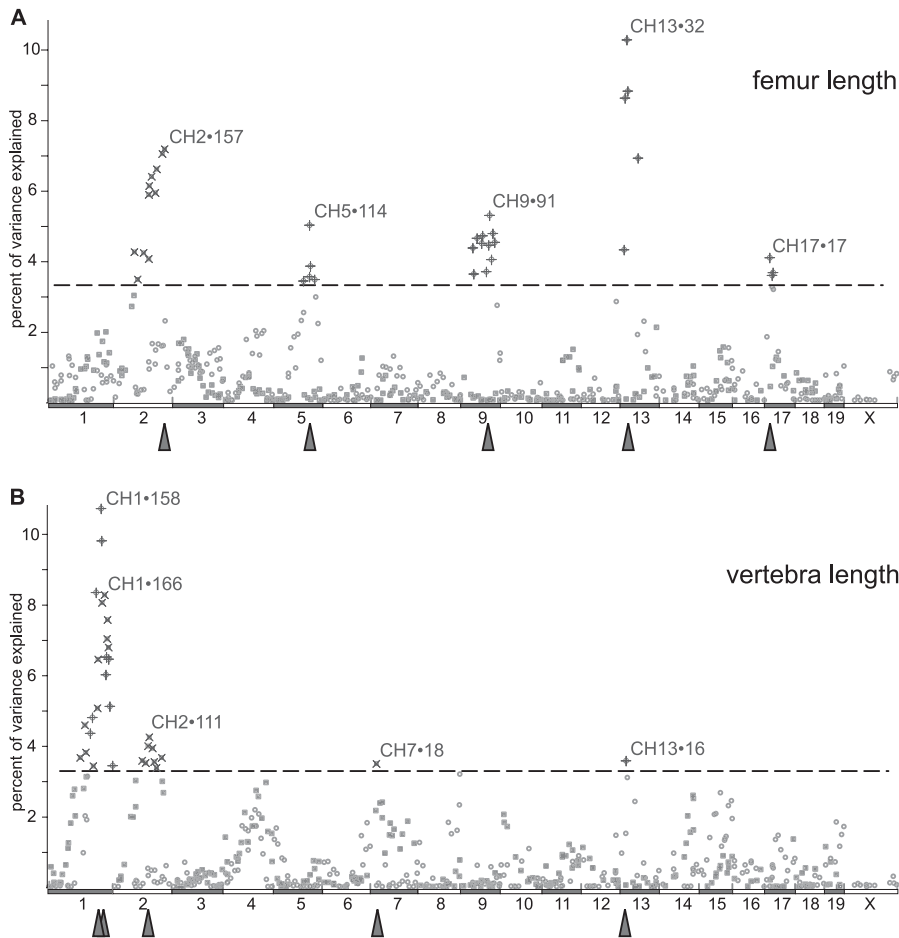 A
CH13•32
10
femur length
8
CH2•157
6
CH5•114
CH9•91
CH17•17
4
2
percent of variance explained
1 2 3 4 5 6 7 8 9 10 11 12 13 14 15 16 17 18 19 X
B
CH1•158
10
CH1•166
vertebra length
8
6
CH2•111
CH7•18
CH13•16
4
2
percent of variance explained
1 2 3 4 5 6 7 8 9 10 11 12 13 14 15 16 17 18 19 X